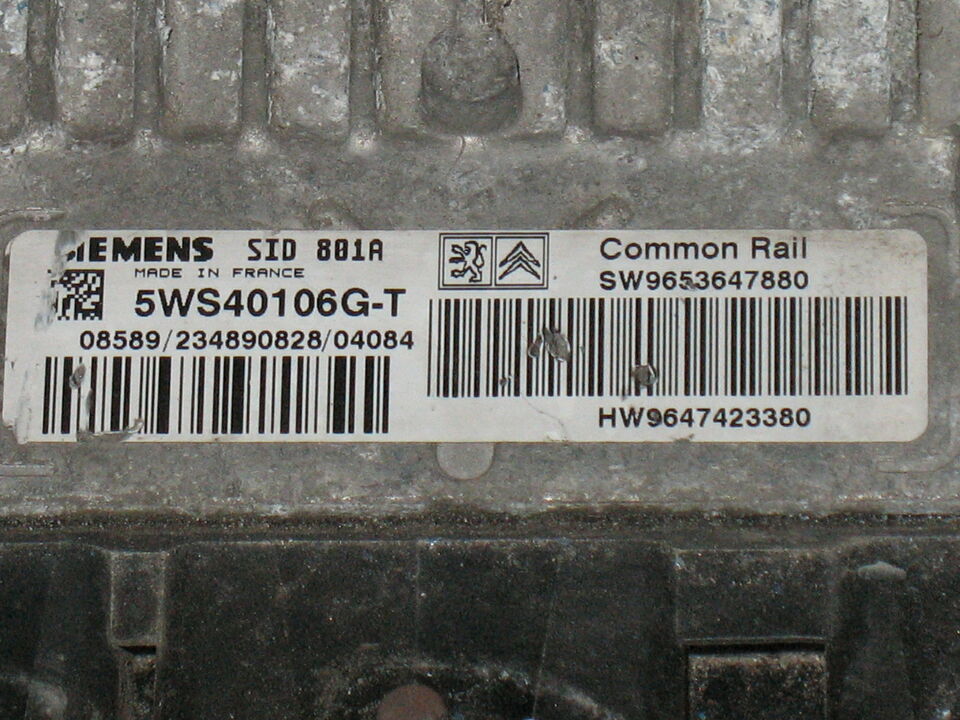 SIEMENS SID 801A
MADE IN FRANCE
5WS40106G-T
08589/234890828/04084
Common Rail
SW9653647880
HW9647423380